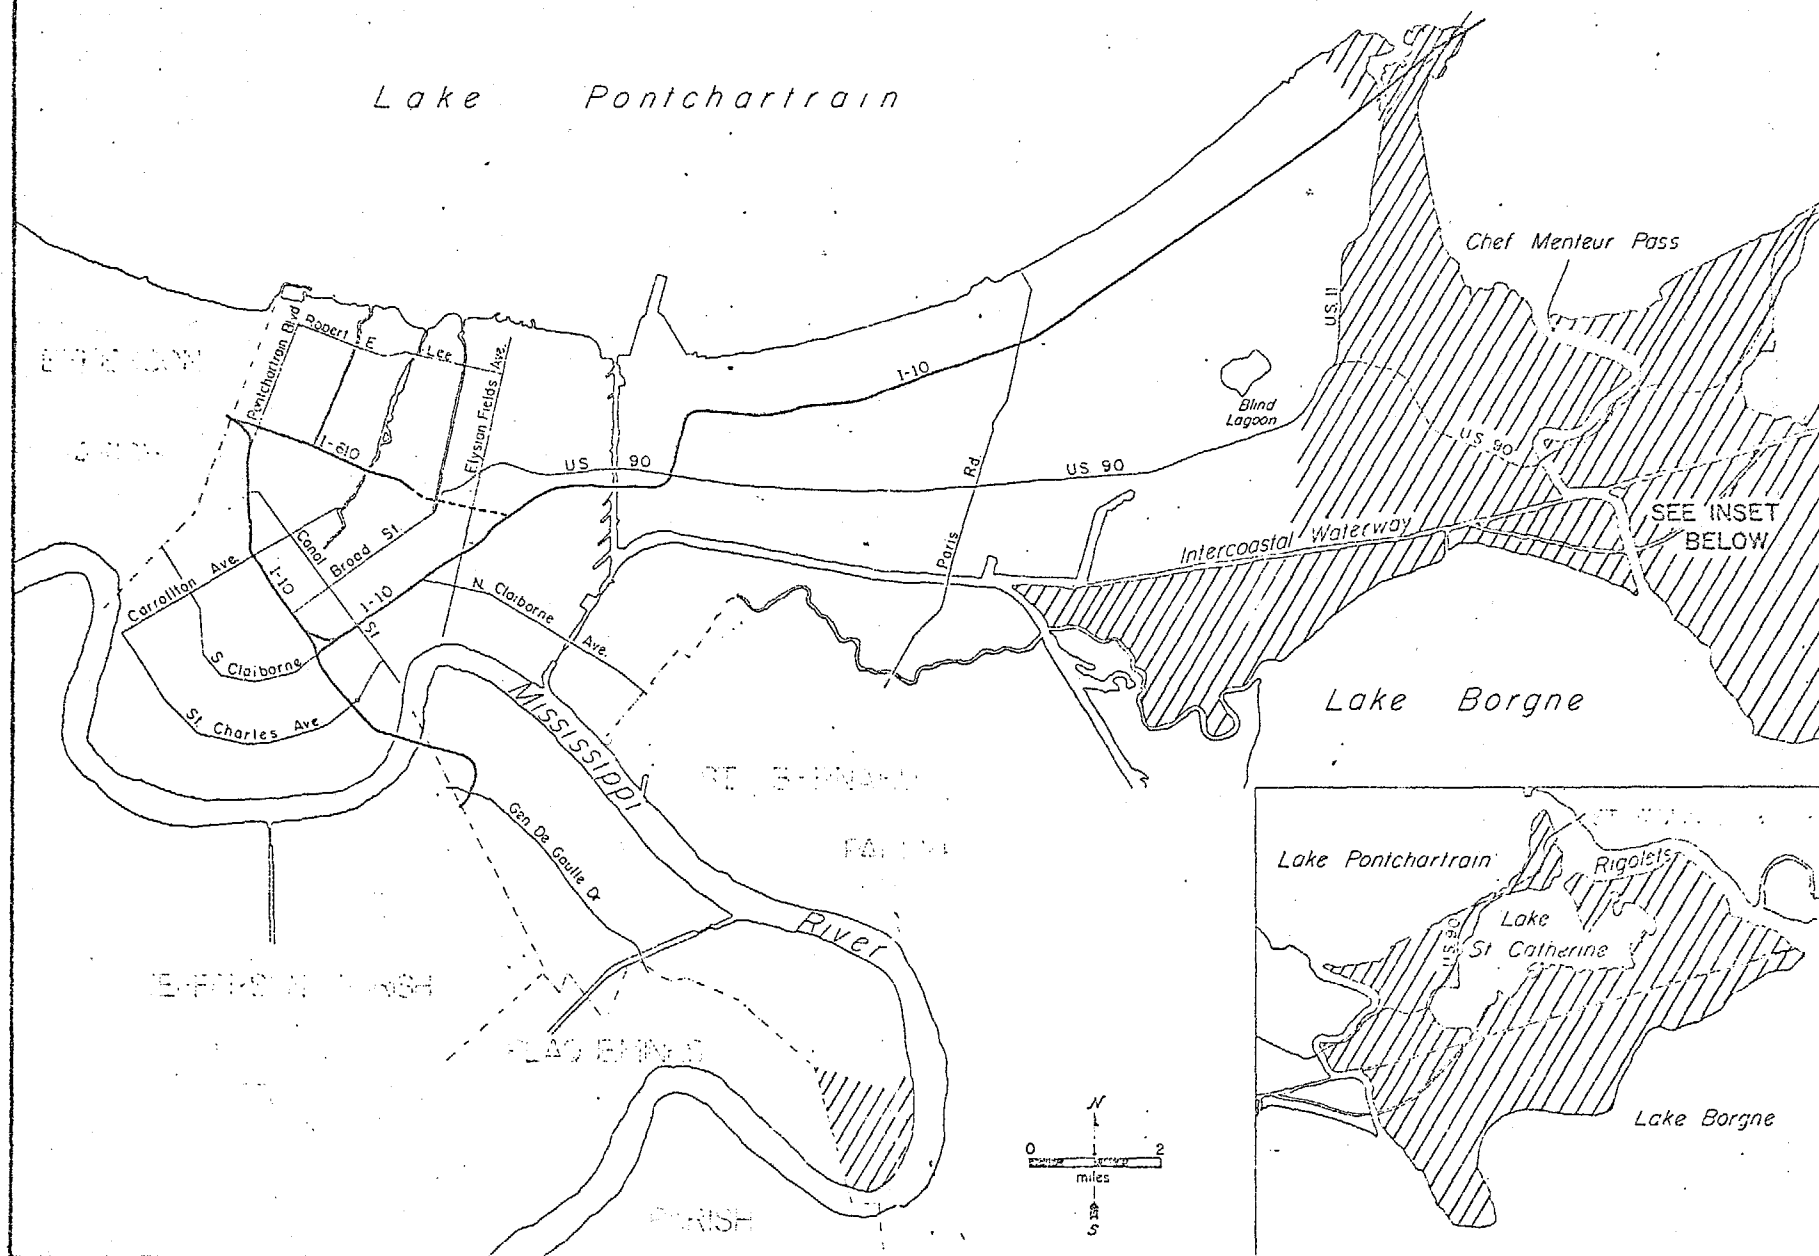 Lake Pontchartrain
Chef Menteur Pass
US 11
Pontchartrain Blvd
Robert E Lee
Elysian Fields Ave.
I-10
Blind
Lagoon
I-610
US 90
US 90
US 90
Paris Rd
SEE INSET
BELOW
Intercoastal Waterway
Carrollton Ave
Canal St
Broad St.
I-10
I-10
N. Claiborne Ave.
S Claiborne
St. Charles Ave
Mississippi River
Lake Borgne
Gen De Gaulle Dr
PARISH
N
0 2
miles
S
Lake Pontchartrain
Rigolets
Lake
St Catherine
US 90
Lake Borgne